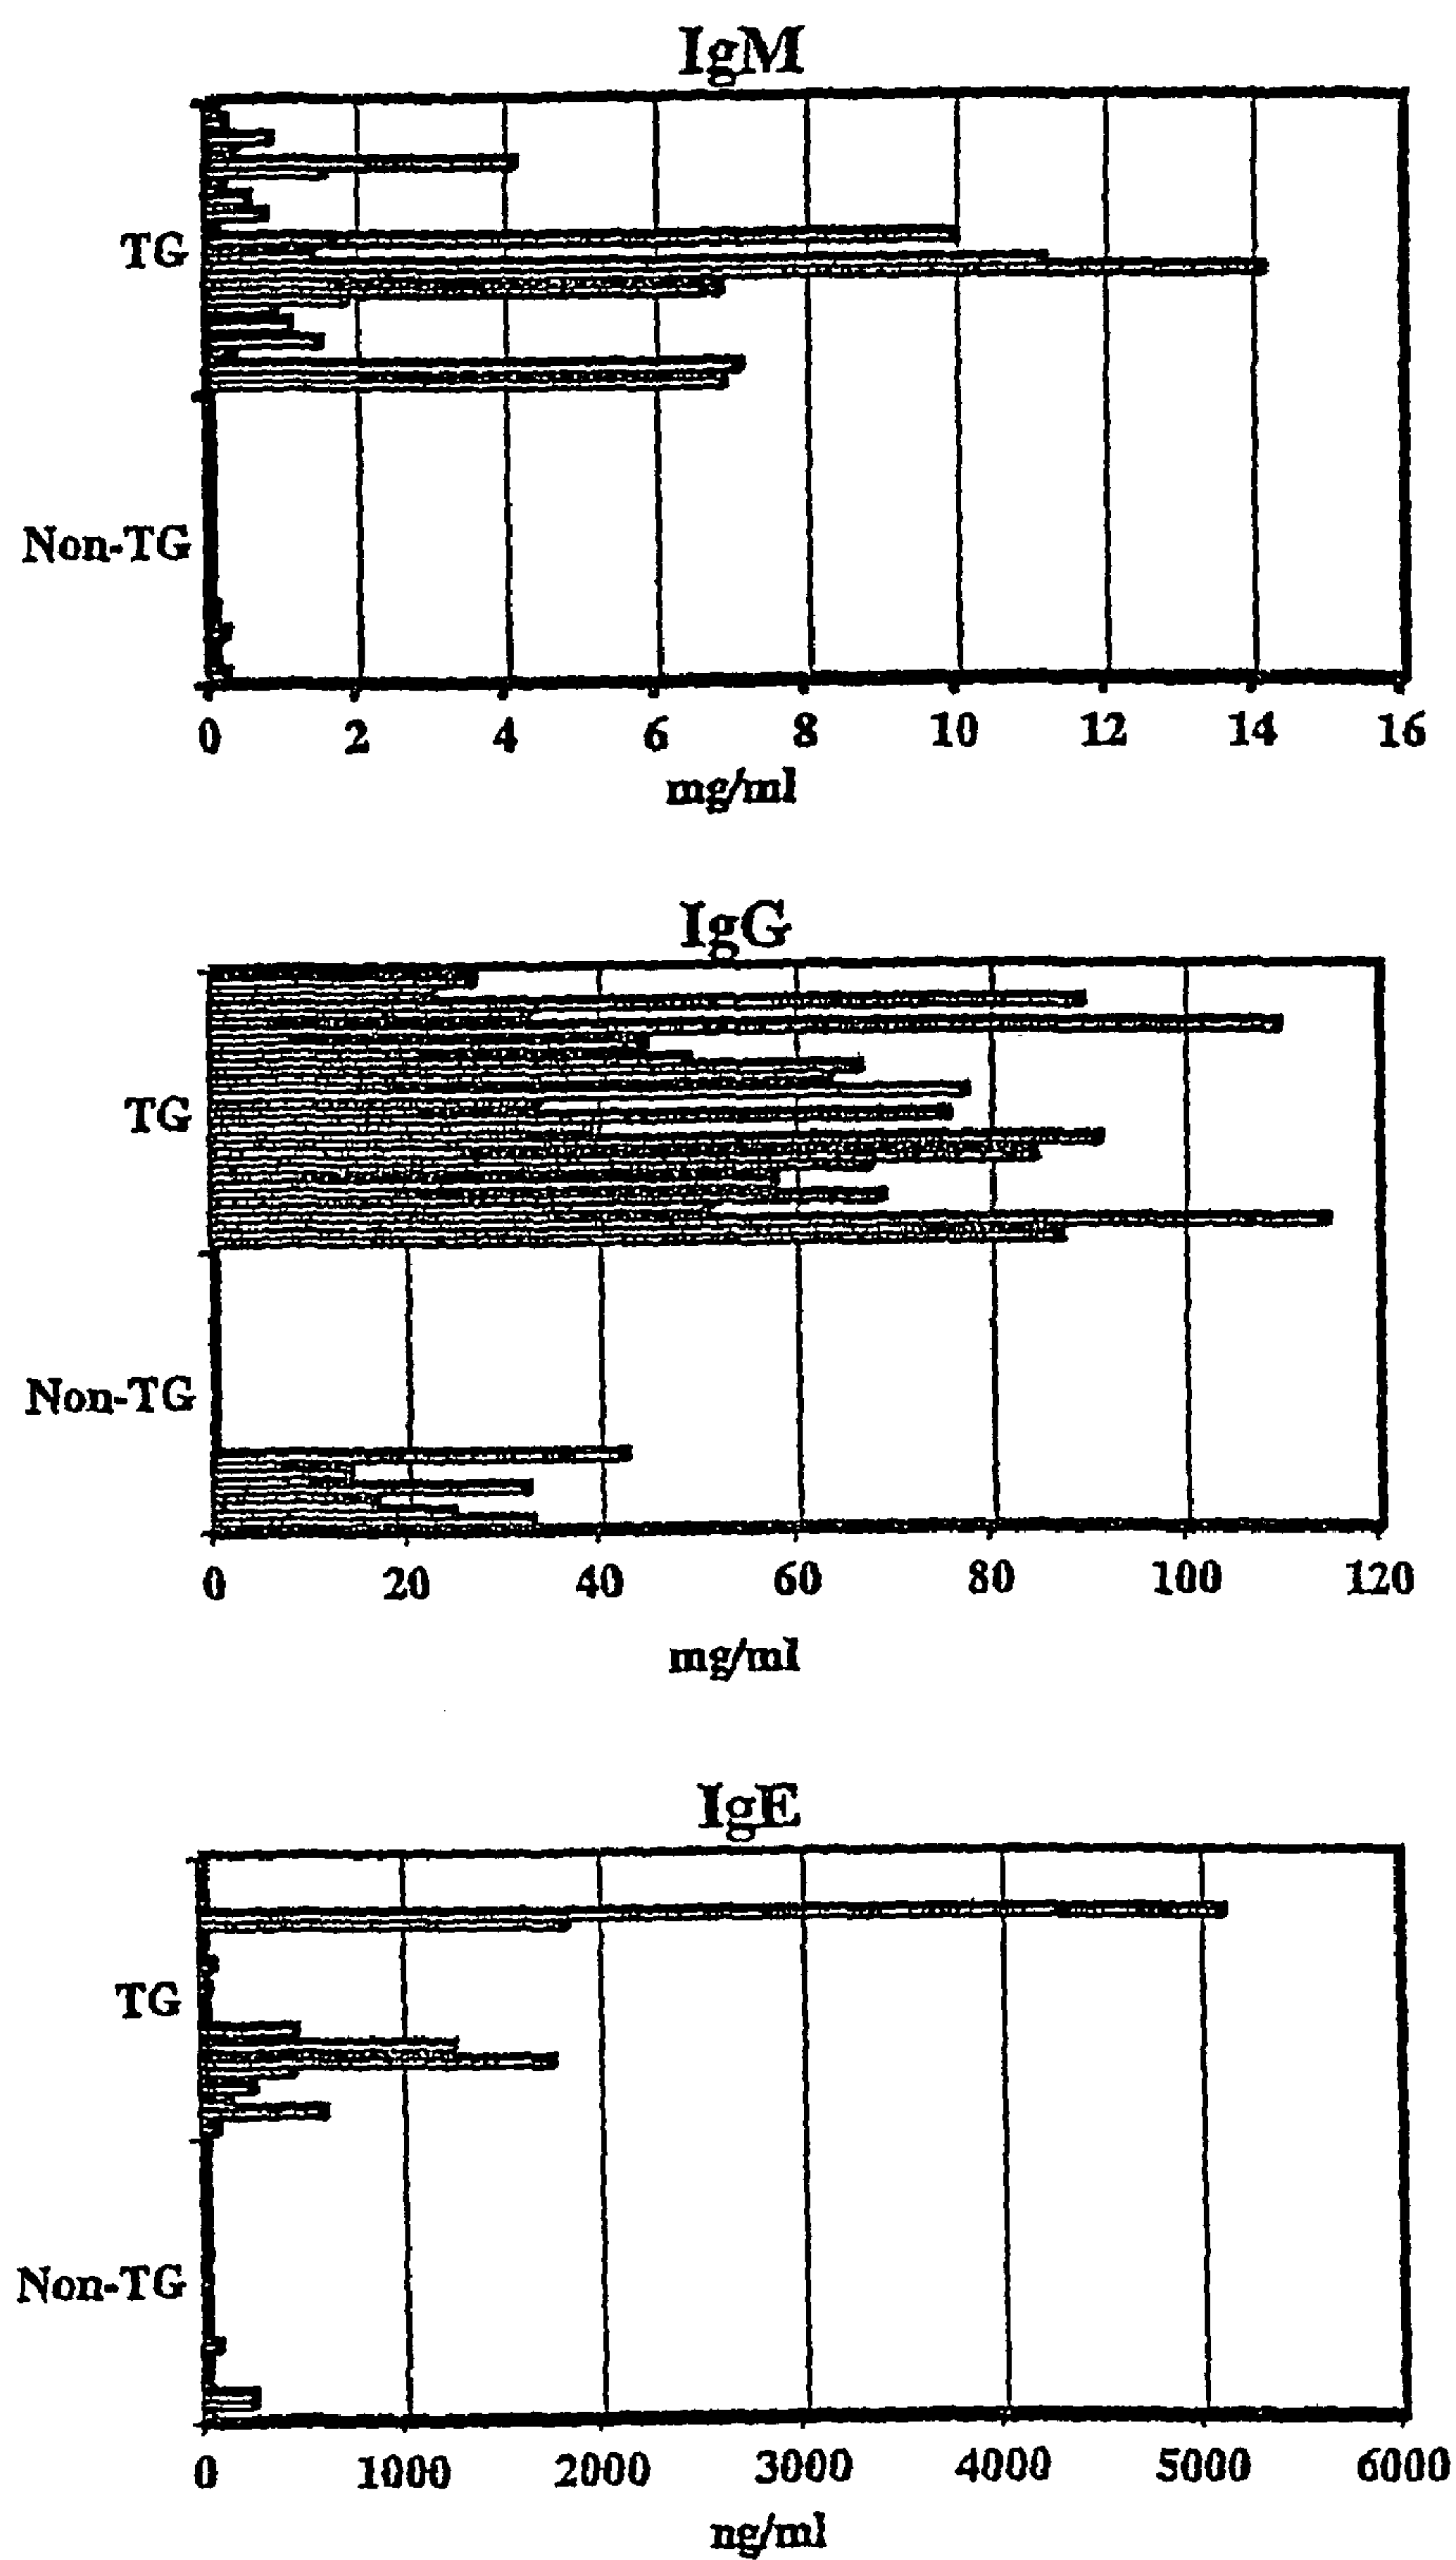 IgM
TG
Non-TG
0 2 4 6 8 10 12 14 16
mg/ml
IgG
TG
Non-TG
0 20 40 60 80 100 120
mg/ml
IgE
TG
Non-TG
0 1000 2000 3000 4000 5000 6000
ng/ml